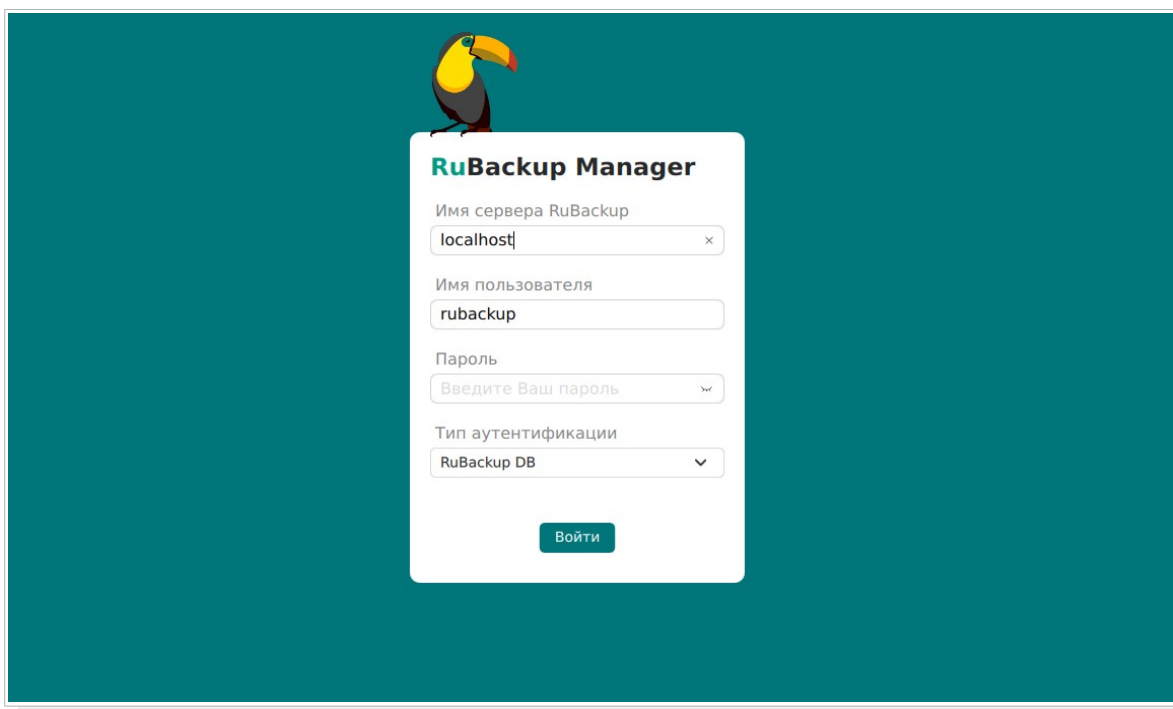 RuBackup Manager
Имя сервера RuBackup
localhost
Имя пользователя
rubackup
Пароль
Введите Ваш пароль
Тип аутентификации
RuBackup DB
Войти